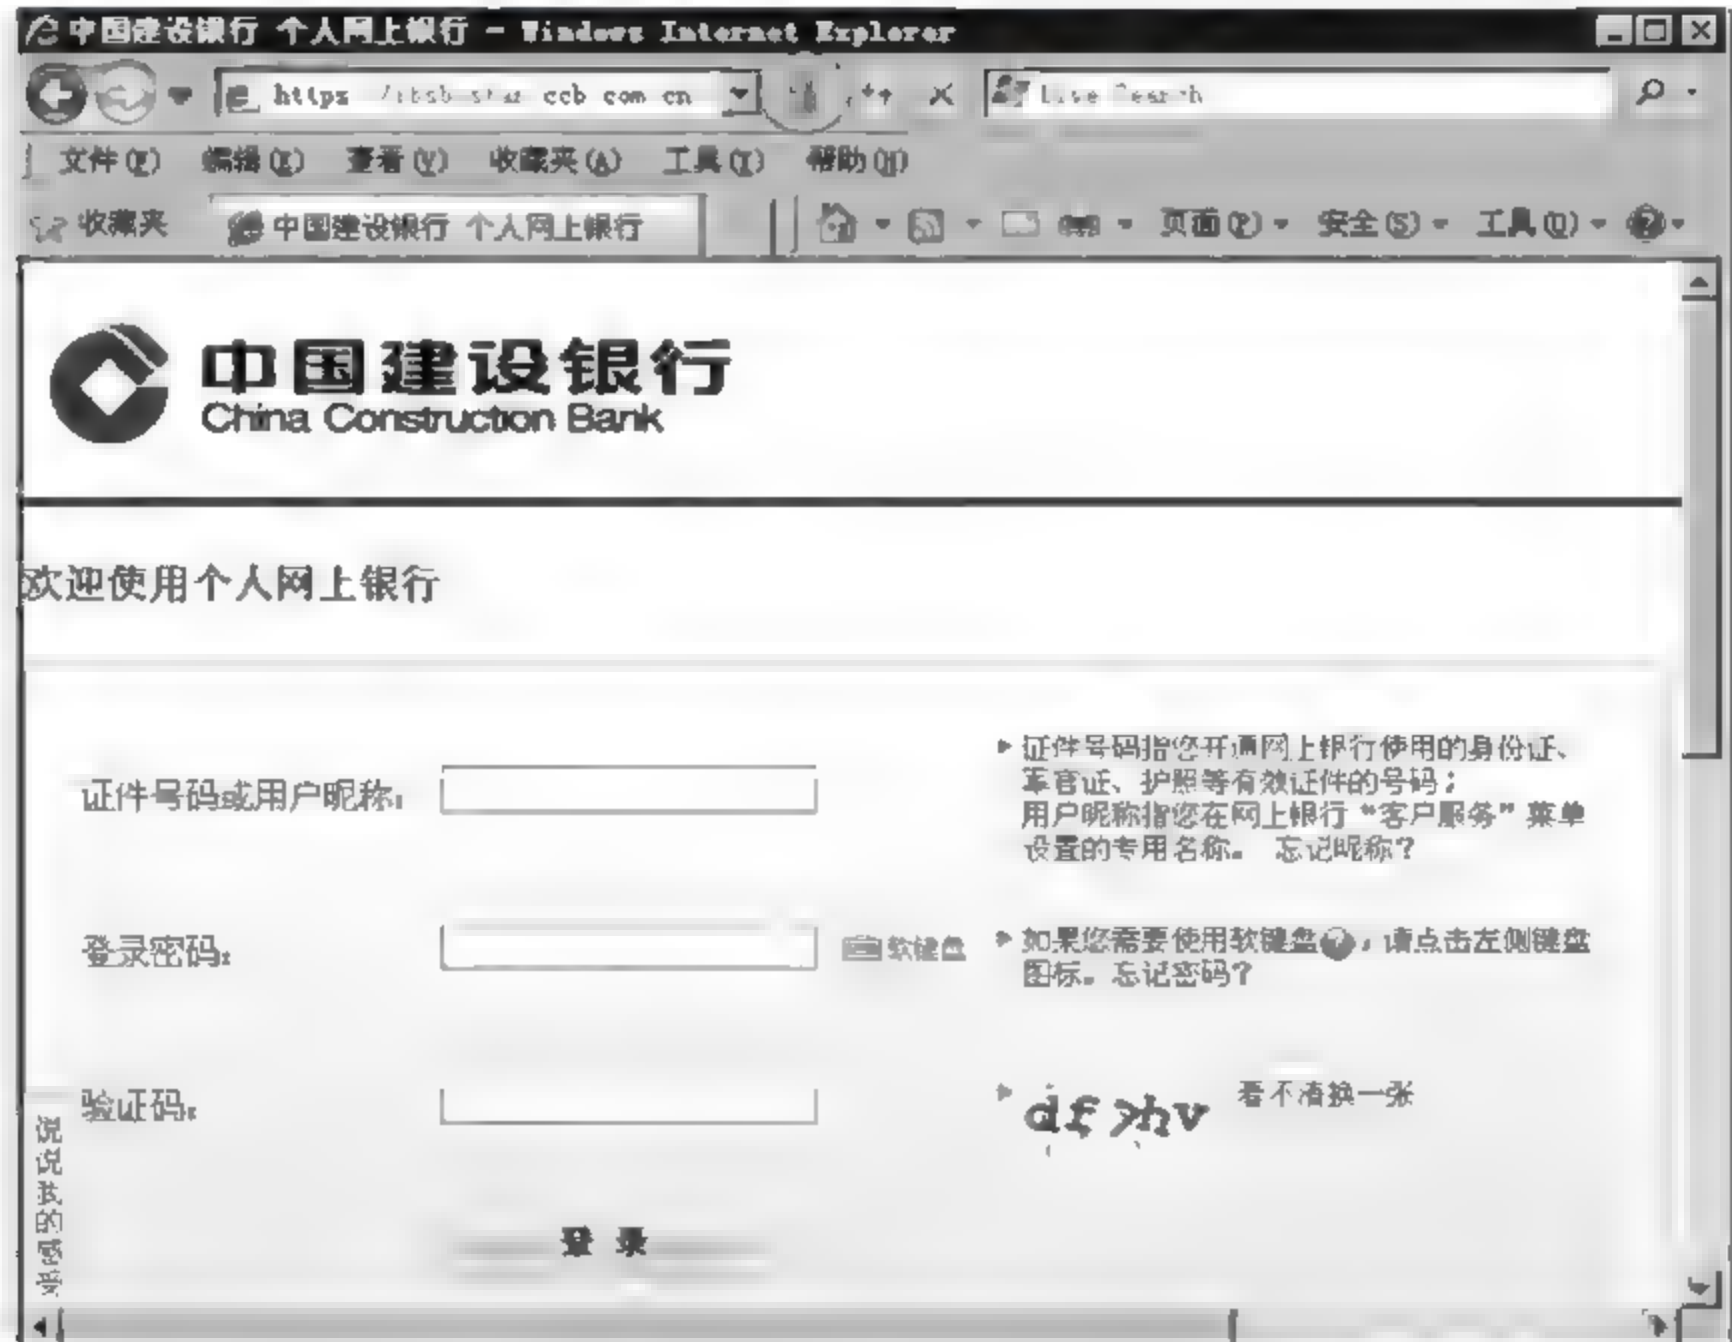 中国建设银行 个人网上银行 - Windows Internet Explorer
https ccb com cn
Live Search
文件(F) 编辑(E) 查看(V) 收藏夹(A) 工具(T) 帮助(H)
收藏夹 中国建设银行 个人网上银行 页面(P) 安全(S) 工具(O)
中国建设银行
China Construction Bank
欢迎使用个人网上银行
证件号码指您开通网上银行使用的身份证、
军官证、护照等有效证件的号码；
证件号码或用户昵称：
用户昵称指您在网上银行“客户服务”菜单
设置的专用名称。 忘记昵称？
登录密码： 软键盘
如果您需要使用软键盘?，请点击左侧键盘
图标。忘记密码？
验证码：
看不清换一张
说说我的感受
登 录